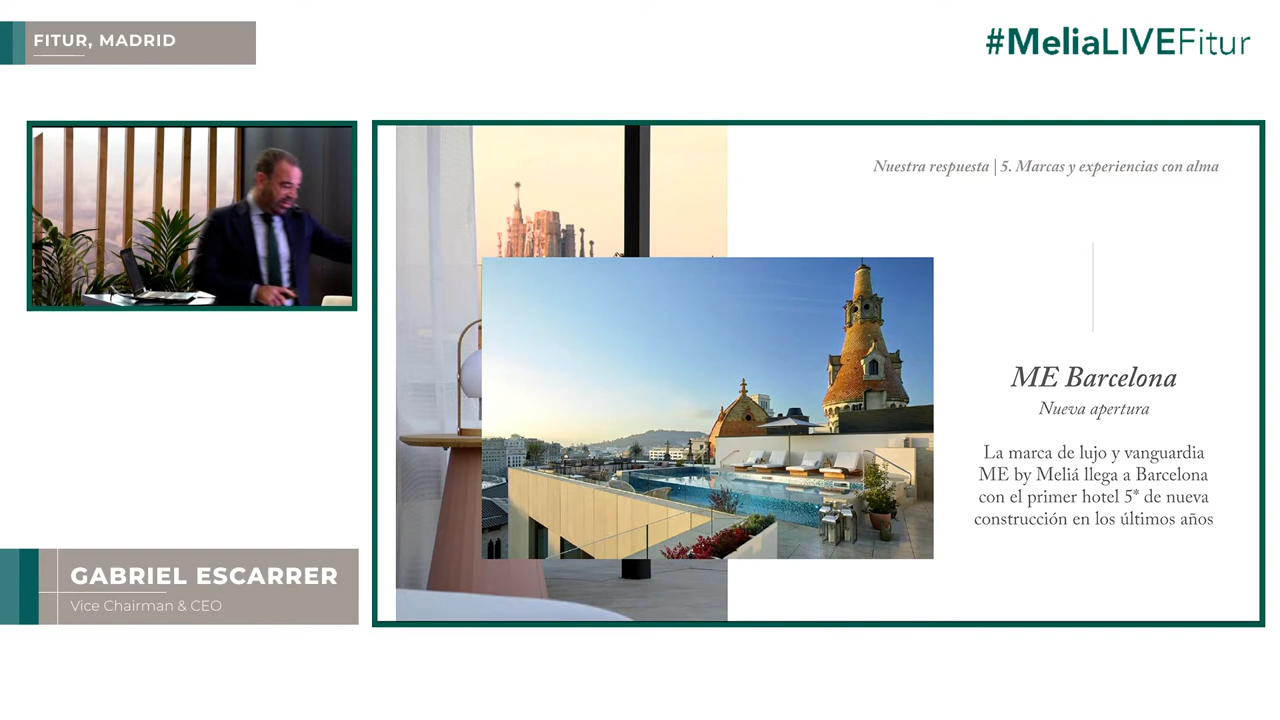 FITUR, MADRID
#MeliaLIVEFitur
Nuestra respuesta | 5. Marcas y experiencias con alma
ME Barcelona
Nueva apertura
La marca de lujo y vanguardia
ME by Meliá llega a Barcelona
con el primer hotel 5* de nueva
construcción en los últimos años
GABRIEL ESCARRER
Vice Chairman & CEO